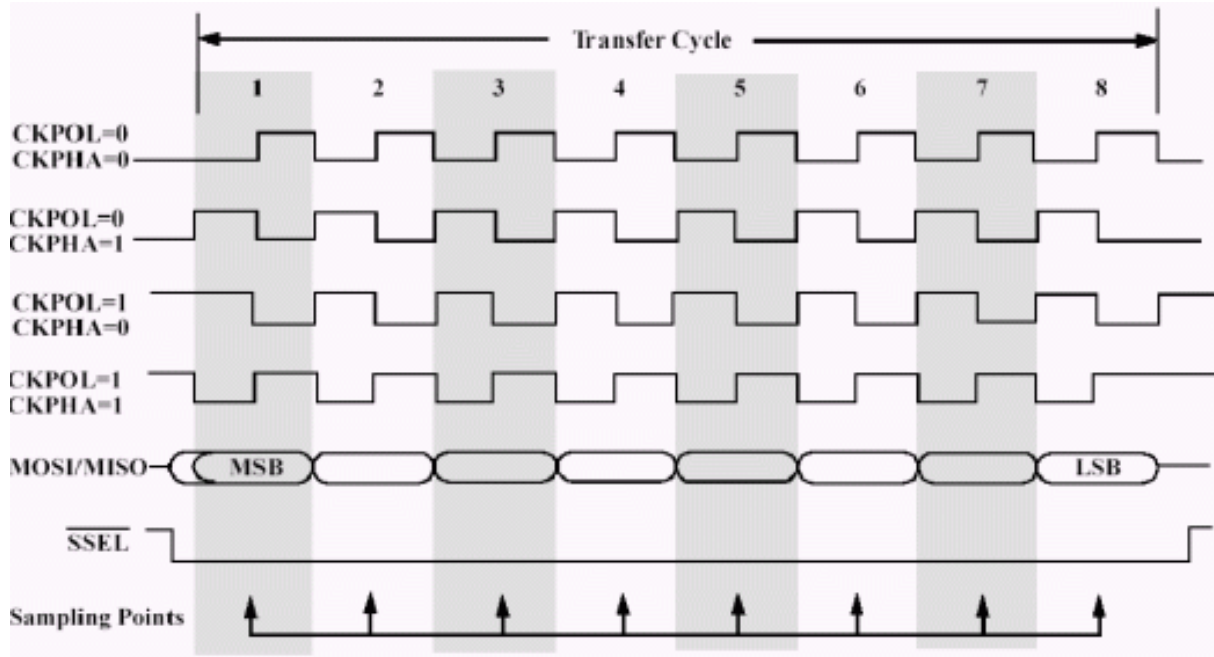 Transfer Cycle
1 2 3 4 5 6 7 8
CKPOL=0
CKPHA=0
CKPOL=0
CKPHA=1
CKPOL=1
CKPHA=0
CKPOL=1
CKPHA=1
MOSI/MISO MSB LSB
SSEL
Sampling Points